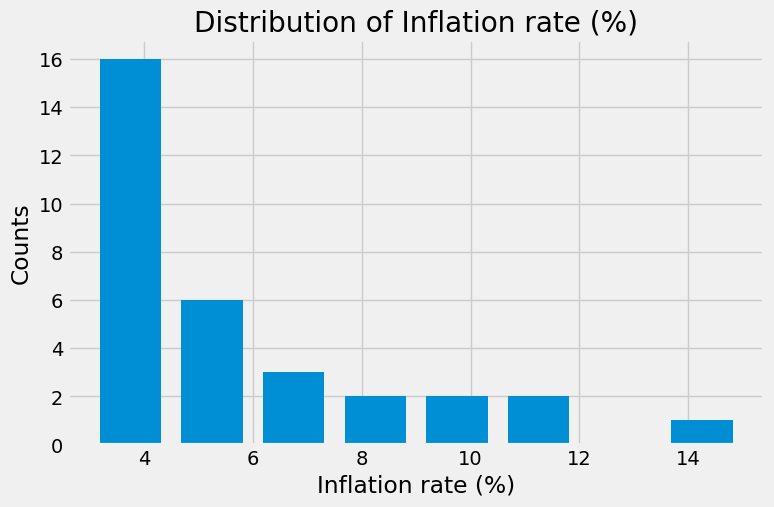 Distribution of Inflation rate (%)
16
14
12
10
8
6
4
2
0
Counts
4 6 8 10 12 14
Inflation rate (%)